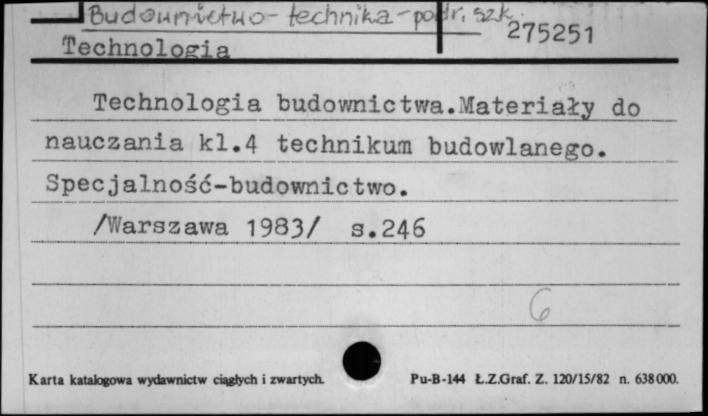 Budownictwo - technika - podr. szk.
275251
Technologia
Technologia budownictwa.Materiały do
nauczania kl.4 technikum budowlanego.
Specjalność-budownictwo.
/Warszawa 1983/ s.246
6
Karta katalogowa wydawnictw ciągłych i zwartych. Pu-B-144 Ł.Z.Graf. Z. 120/15/82 n. 638000.